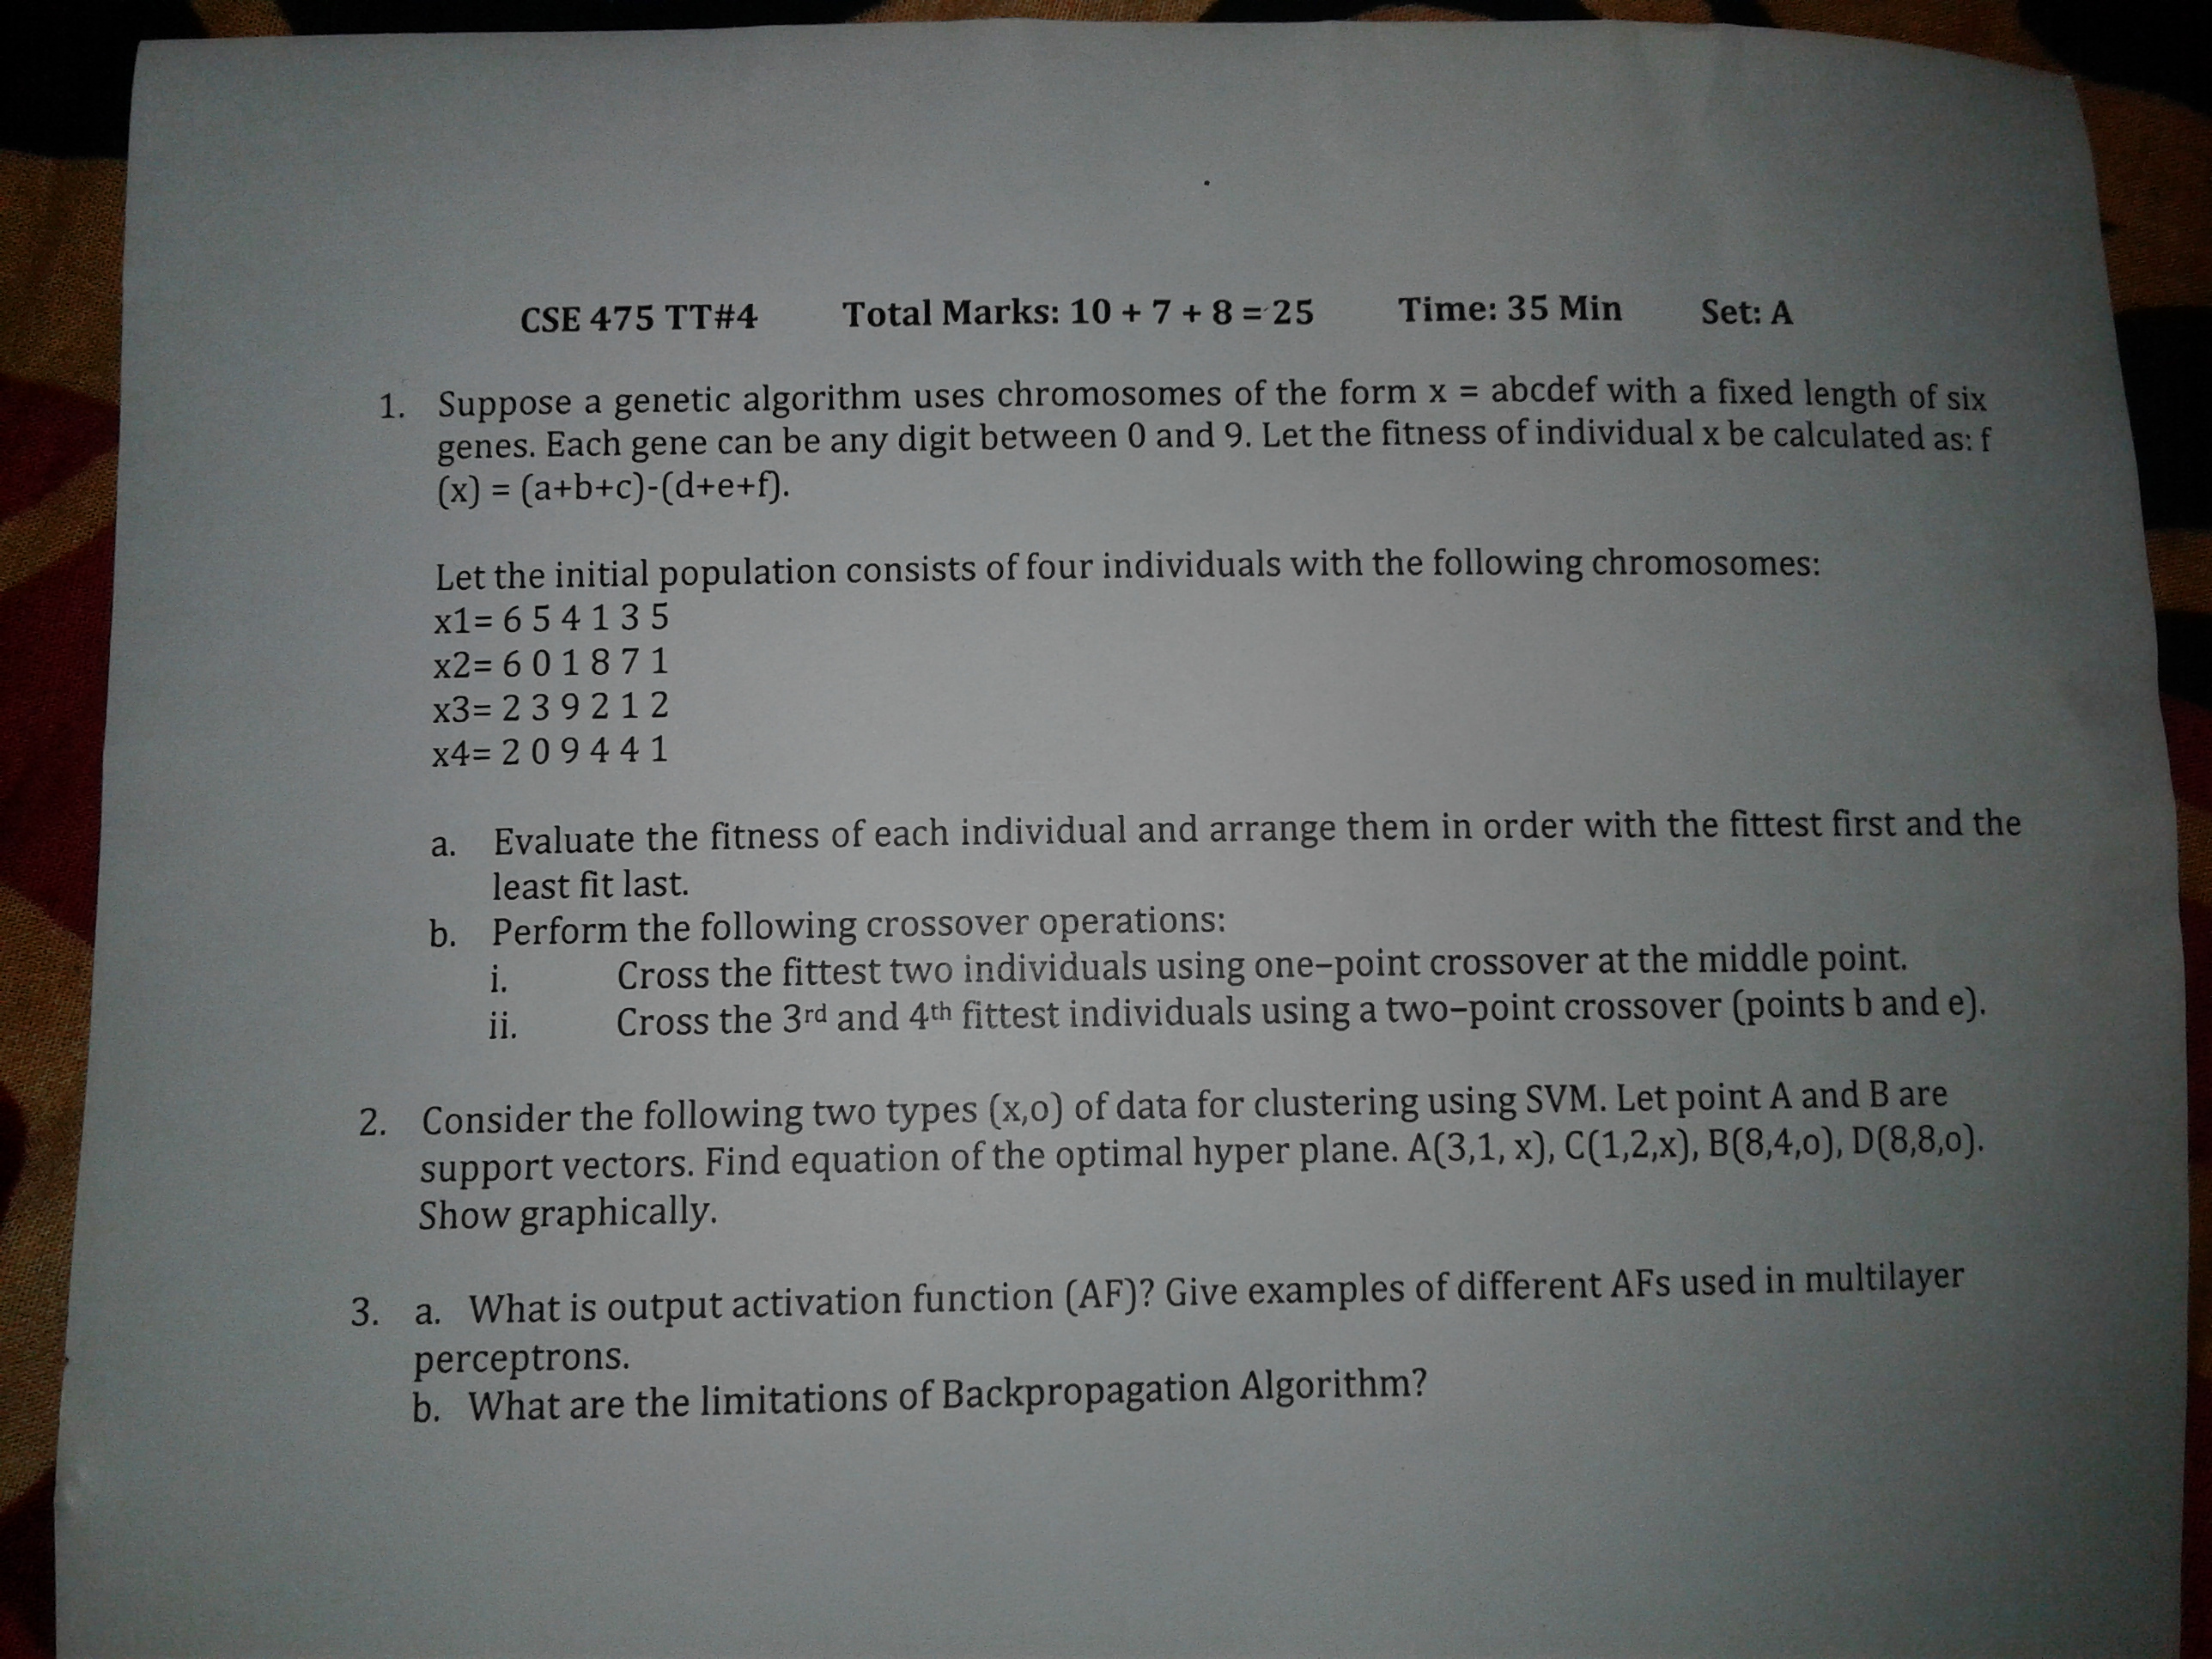 CSE 475 TT#4 Total Marks: 10 + 7 + 8 = 25 Time: 35 Min Set: A
1. Suppose a genetic algorithm uses chromosomes of the form x = abcdef with a fixed length of six
genes. Each gene can be any digit between 0 and 9. Let the fitness of individual x be calculated as: f
(x) = (a+b+c)-(d+e+f).
Let the initial population consists of four individuals with the following chromosomes:
x1= 6 5 4 1 3 5
x2= 6 0 1 8 7 1
x3= 2 3 9 2 1 2
x4= 2 0 9 4 4 1
a. Evaluate the fitness of each individual and arrange them in order with the fittest first and the
least fit last.
b. Perform the following crossover operations:
i. Cross the fittest two individuals using one–point crossover at the middle point.
ii. Cross the 3rd and 4th fittest individuals using a two–point crossover (points b and e).
2. Consider the following two types (x,o) of data for clustering using SVM. Let point A and B are
support vectors. Find equation of the optimal hyper plane. A(3,1, x), C(1,2,x), B(8,4,o), D(8,8,o).
Show graphically.
3. a. What is output activation function (AF)? Give examples of different AFs used in multilayer
perceptrons.
b. What are the limitations of Backpropagation Algorithm?